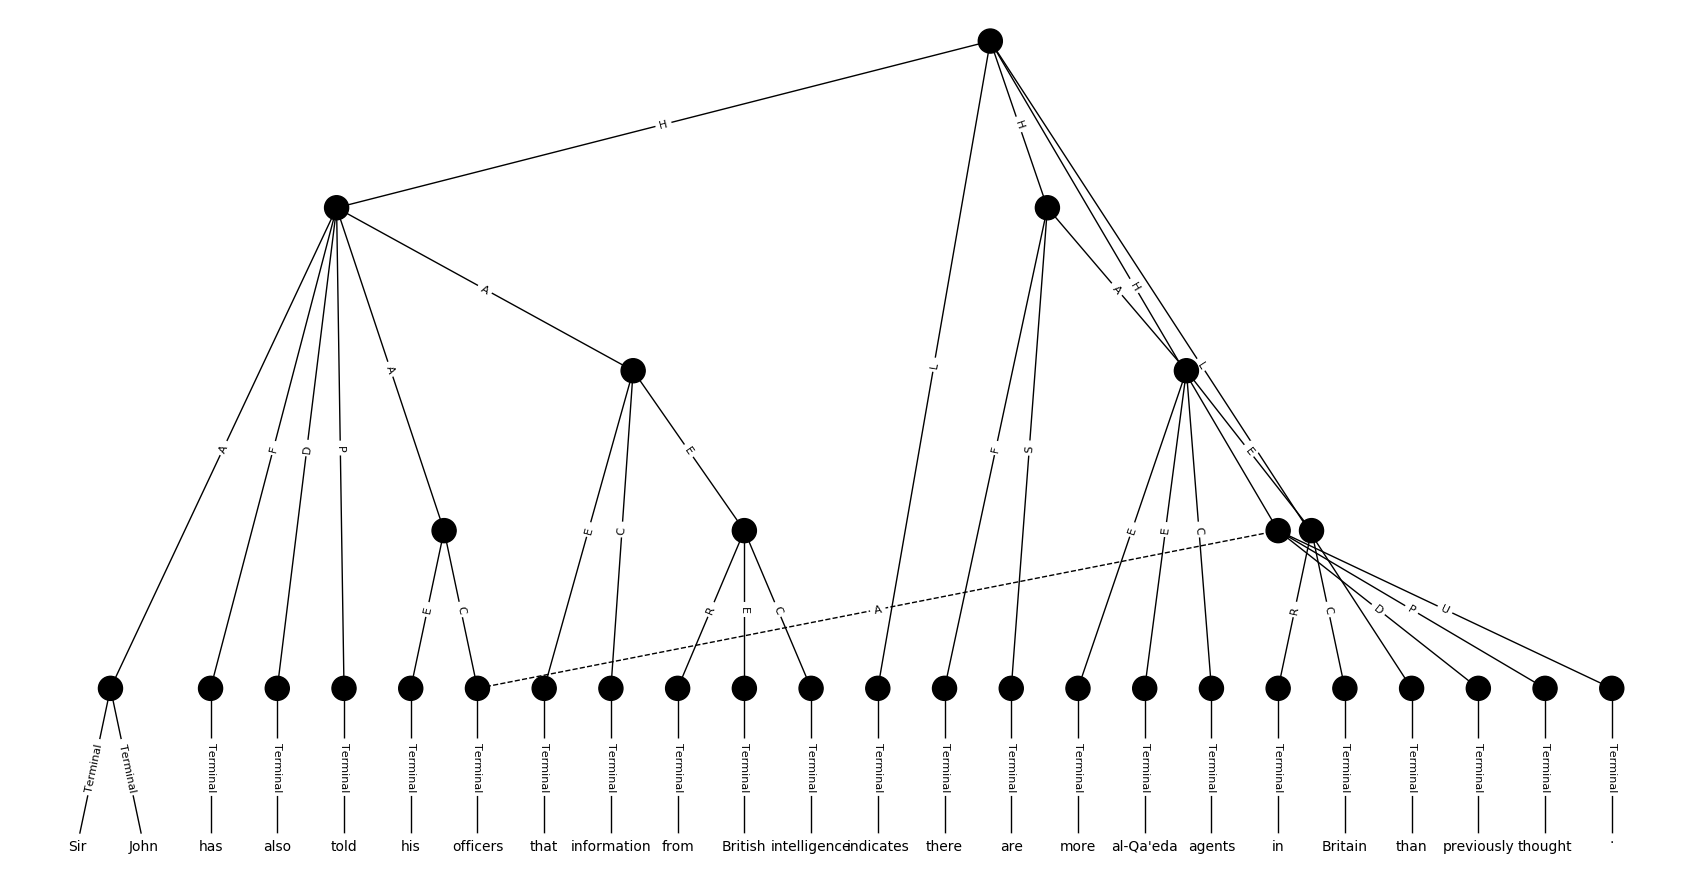 H
H
A
A
H
L
A
L
A
F
D
P
E
F
S
E
E
C
E
E
C
E
C
R
E
C
A
R
C
D
P
U
Terminal Terminal Terminal Terminal Terminal Terminal Terminal Terminal Terminal Terminal Terminal Terminal Terminal Terminal Terminal Terminal Terminal Terminal Terminal Terminal Terminal Terminal Terminal Terminal
Sir John has also told his officers that information from British intelligence indicates there are more al-Qa'eda agents in Britain than previously thought .